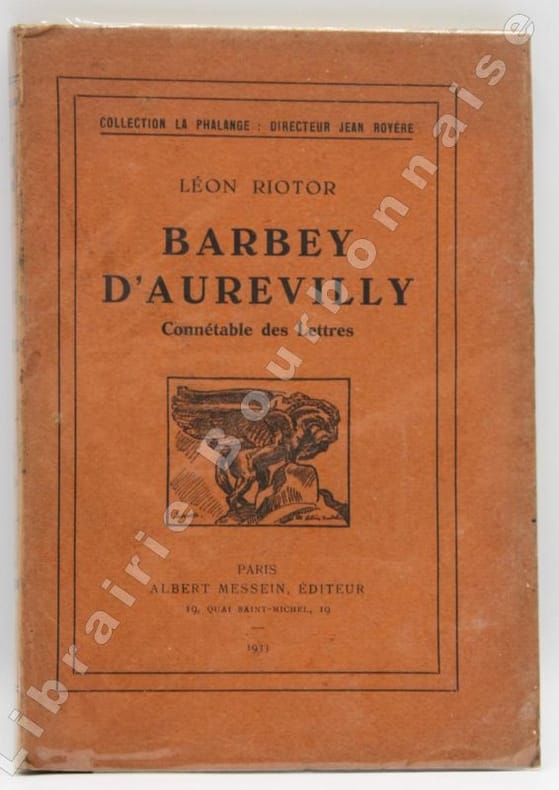 COLLECTION LA PHALANGE : DIRECTEUR JEAN ROYÈRE
LÉON RIOTOR
BARBEY
D'AUREVILLY
Connétable des Lettres
PARIS
ALBERT MESSEIN, ÉDITEUR
19, QUAI SAINT-MICHEL, 19
1933
Librairie Bourbonnaise